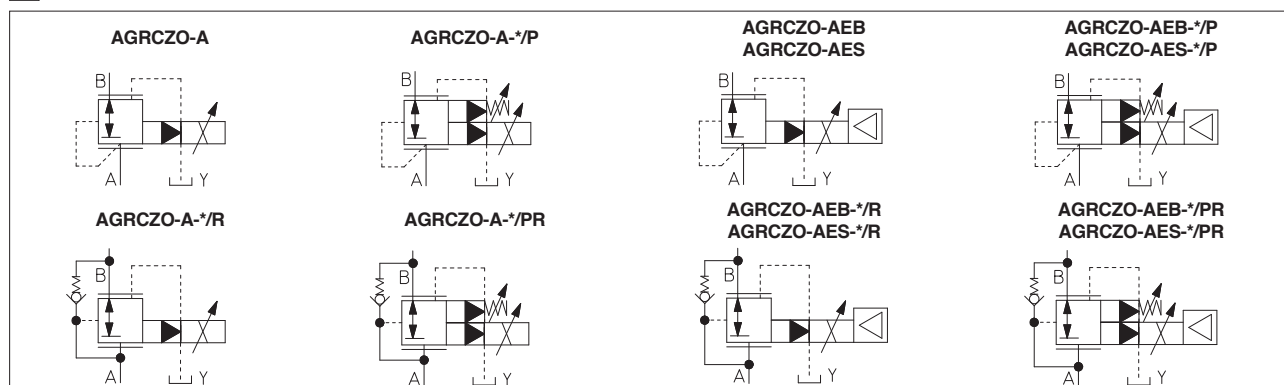 AGRCZO-A
AGRCZO-A-*/P
AGRCZO-AEB
AGRCZO-AES
AGRCZO-AEB-*/P
AGRCZO-AES-*/P
B
A
Y
B
A
Y
B
A
Y
B
A
Y
AGRCZO-A-*/R
AGRCZO-A-*/PR
AGRCZO-AEB-*/R
AGRCZO-AES-*/R
AGRCZO-AEB-*/PR
AGRCZO-AES-*/PR
B
A
Y
B
A
Y
B
A
Y
B
A
Y